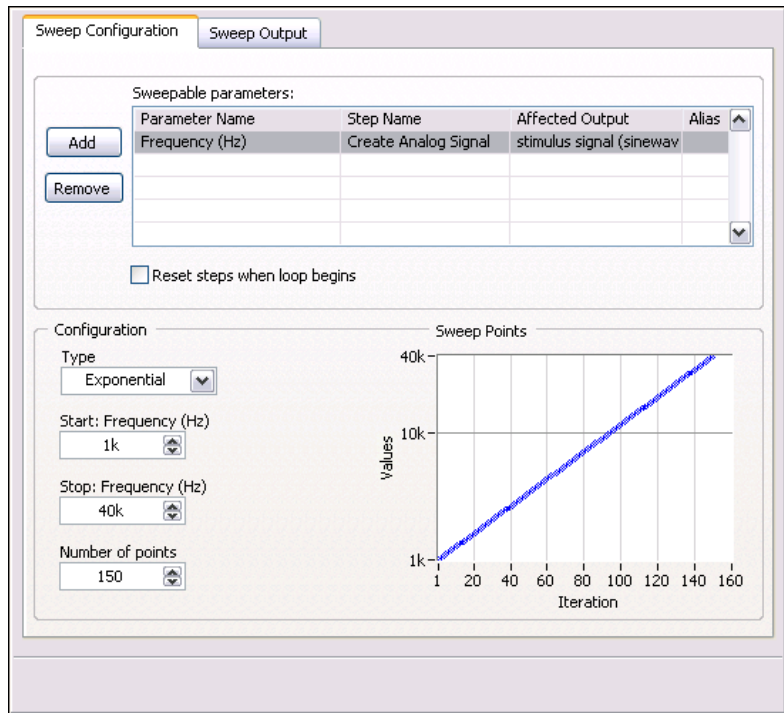 Sweep Configuration
Sweep Output
Sweepable parameters:
Parameter Name Step Name Affected Output Alias
Add
Frequency (Hz) Create Analog Signal stimulus signal (sinewav
Remove
Reset steps when loop begins
Configuration
Type
Exponential
Start: Frequency (Hz)
1k
Stop: Frequency (Hz)
40k
Number of points
150
Sweep Points
40k
10k
1k
Values
1 20 40 60 80 100 120 140 160
Iteration